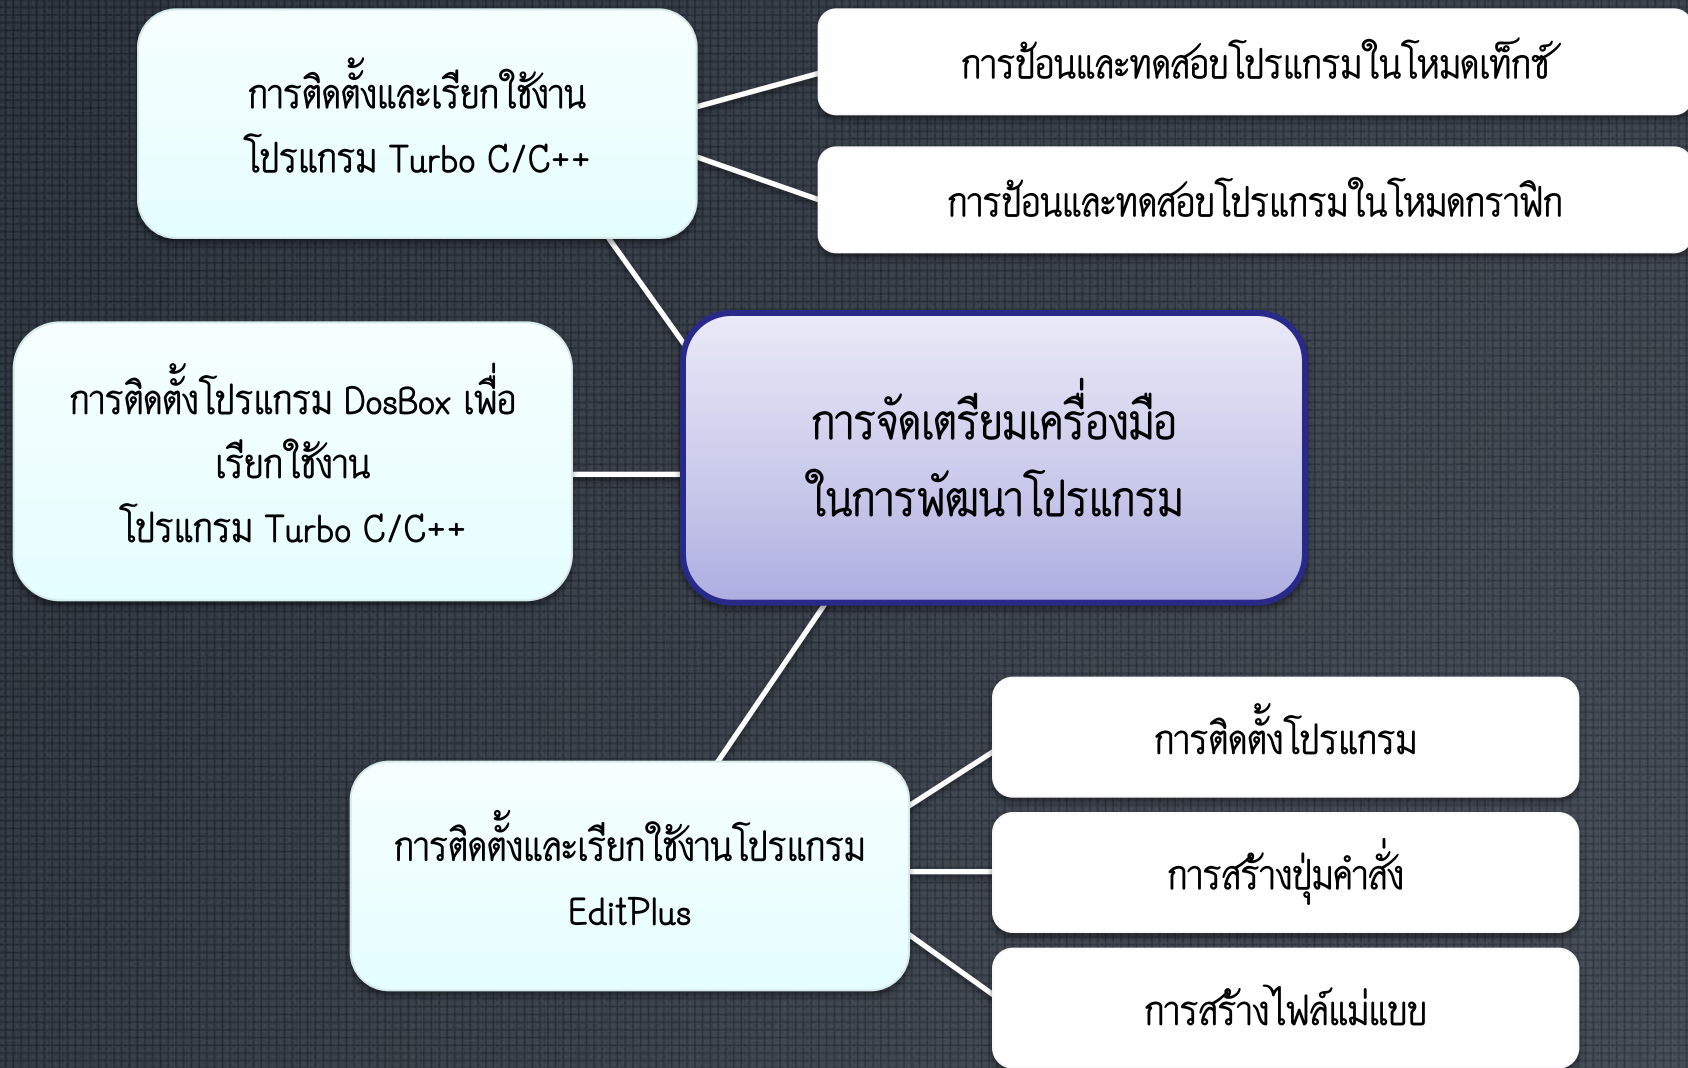 การติดตั้งและเรียกใช้งาน
โปรแกรม Turbo C/C++
การป้อนและทดสอบโปรแกรมในโหมดเท็กซ์
การป้อนและทดสอบโปรแกรมในโหมดกราฟิก
การติดตั้งโปรแกรม DosBox เพื่อ
เรียกใช้งาน
โปรแกรม Turbo C/C++
การจัดเตรียมเครื่องมือ
ในการพัฒนาโปรแกรม
การติดตั้งและเรียกใช้งานโปรแกรม
EditPlus
การติดตั้งโปรแกรม
การสร้างปุ่มคำสั่ง
การสร้างไฟล์แม่แบบ